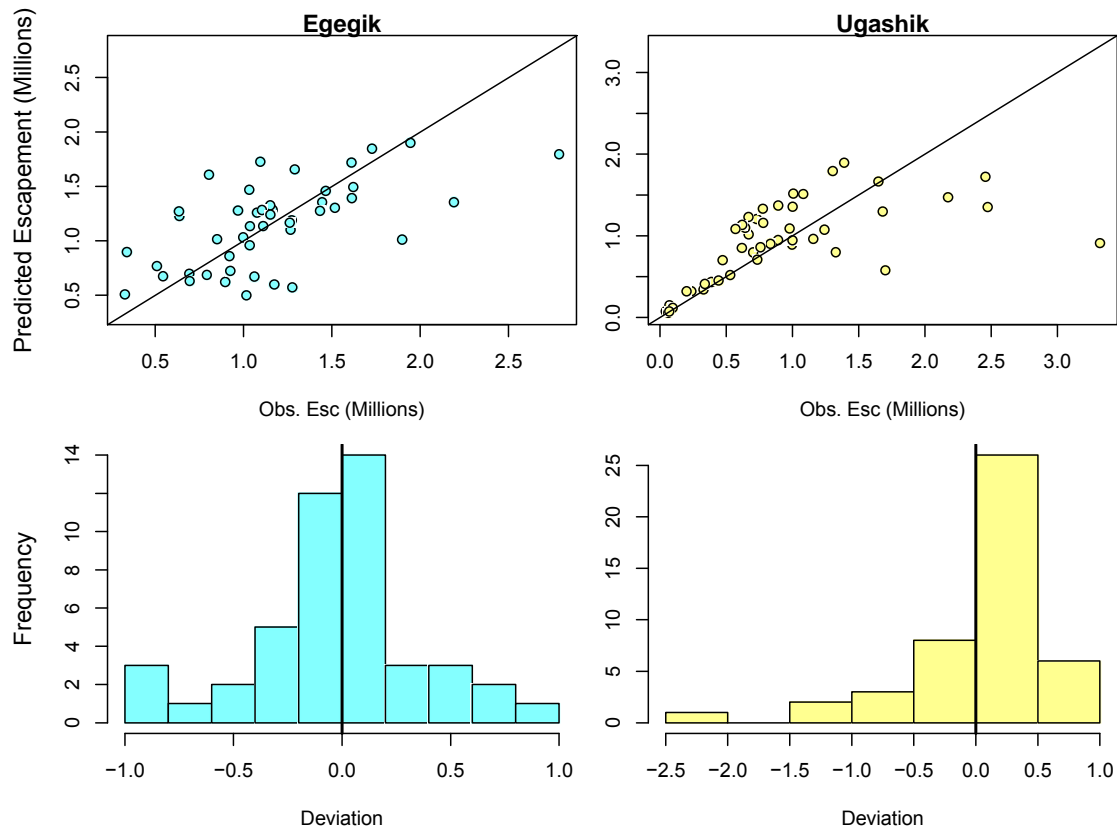 Egegik
Predicted Escapement (Millions)
2.5
2.0
1.5
1.0
0.5
0.5 1.0 1.5 2.0 2.5
Obs. Esc (Millions)
Ugashik
3.0
2.0
1.0
0.0
0.0 0.5 1.0 1.5 2.0 2.5 3.0
Obs. Esc (Millions)
Frequency
14
10
8
6
4
2
0
−1.0 −0.5 0.0 0.5 1.0
Deviation
25
20
15
10
5
0
−2.5 −2.0 −1.5 −1.0 −0.5 0.0 0.5 1.0
Deviation